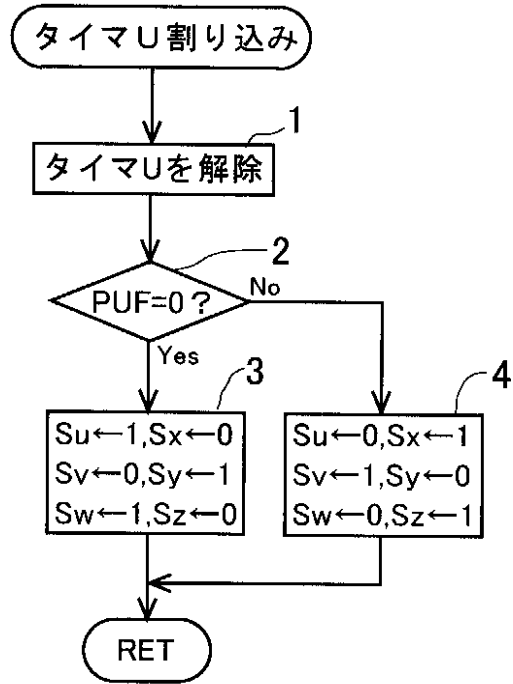 タイマU割り込み
1
タイマUを解除
2
PUF=0?
No
Yes
3
Su←1,Sx←0
Sv←0,Sy←1
Sw←1,Sz←0
4
Su←0,Sx←1
Sv←1,Sy←0
Sw←0,Sz←1
RET